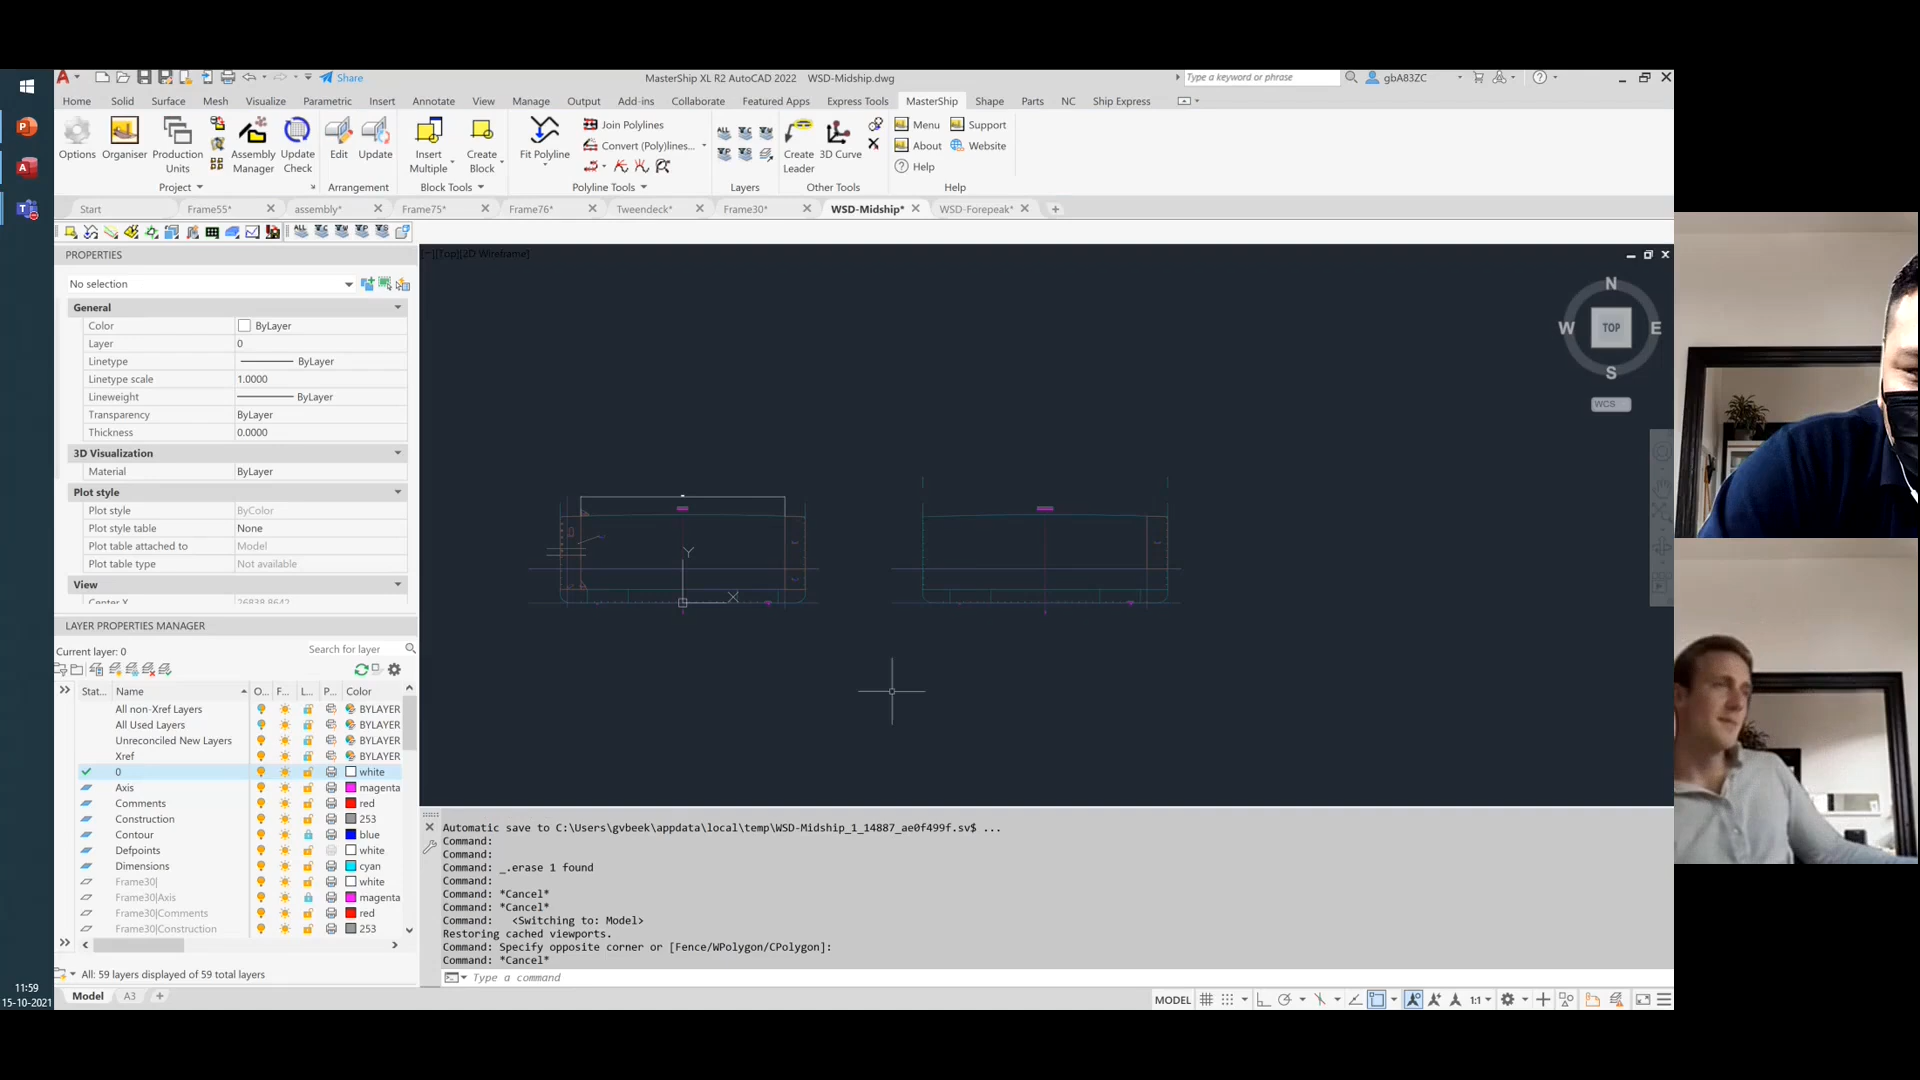 MasterShip XL R2 AutoCAD 2022 WSD-Midship.dwg
Share
Type a keyword or phrase
gbA83ZC
Home Solid Surface Mesh Visualize Parametric Insert Annotate View Manage Output Add-ins Collaborate Featured Apps Express Tools MasterShip Shape Parts NC Ship Express
Options Organiser Production Units Assembly Manager Update Check
Project
Edit Update
Arrangement
Insert Multiple Create Block
Block Tools
Fit Polyline Join Polylines Convert (Poly)lines...
Polyline Tools
Layers
Create Leader 3D Curve
Other Tools
Menu Support
About Website
Help
Help
Start Frame55* assembly* Frame75* Frame76* Tweendeck* Frame30* WSD-Midship* WSD-Forepeak*
PROPERTIES
No selection
General
Color ByLayer
Layer 0
Linetype ByLayer
Linetype scale 1.0000
Lineweight ByLayer
Transparency ByLayer
Thickness 0.0000
3D Visualization
Material ByLayer
Plot style
Plot style ByColor
Plot style table None
Plot table attached to Model
Plot table type Not available
View
Center X 26838.8642
[−][Top][2D Wireframe]
N
W TOP E
S
WCS
Y
X
LAYER PROPERTIES MANAGER
Current layer: 0
Search for layer
Stat... Name O... F... L... P... Color
All non-Xref Layers BYLAYER
All Used Layers BYLAYER
Unreconciled New Layers BYLAYER
Xref BYLAYER
0 white
Axis magenta
Comments red
Construction 253
Contour blue
Defpoints white
Dimensions cyan
Frame30| white
Frame30|Axis magenta
Frame30|Comments red
Frame30|Construction 253
All: 59 layers displayed of 59 total layers
Automatic save to C:\Users\gvbeek\appdata\local\temp\WSD-Midship_1_14887_ae0f499f.sv$ ...
Command:
Command:
Command: _.erase 1 found
Command:
Command: *Cancel*
Command: *Cancel*
Command: <Switching to: Model>
Restoring cached viewports.
Command: Specify opposite corner or [Fence/WPolygon/CPolygon]:
Command: *Cancel*
Type a command
Model A3
MODEL 1:1
11:59
15-10-2021